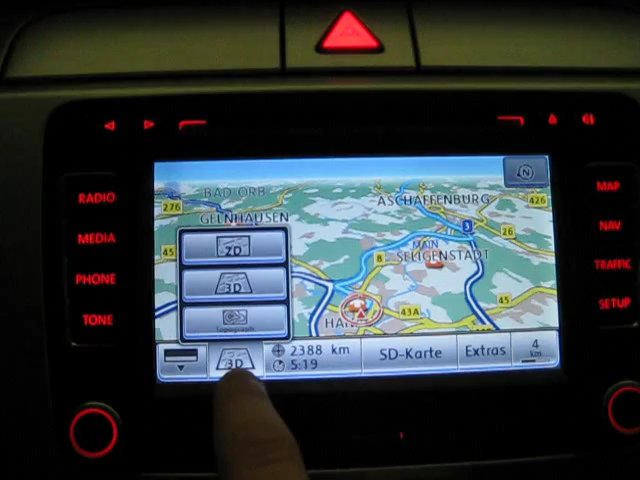 RADIO
MEDIA
PHONE
TONE
MAP
NAV
TRAFFIC
SETUP
N
BAD ORB
276
GELNHAUSEN
ASCHAFFENBURG
426
3
26
45
MAIN
SELIGENSTADT
8
45
43A
HA
2D
3D
Topograph.
3D
2388 km
5:19
SD-Karte
Extras
4
km